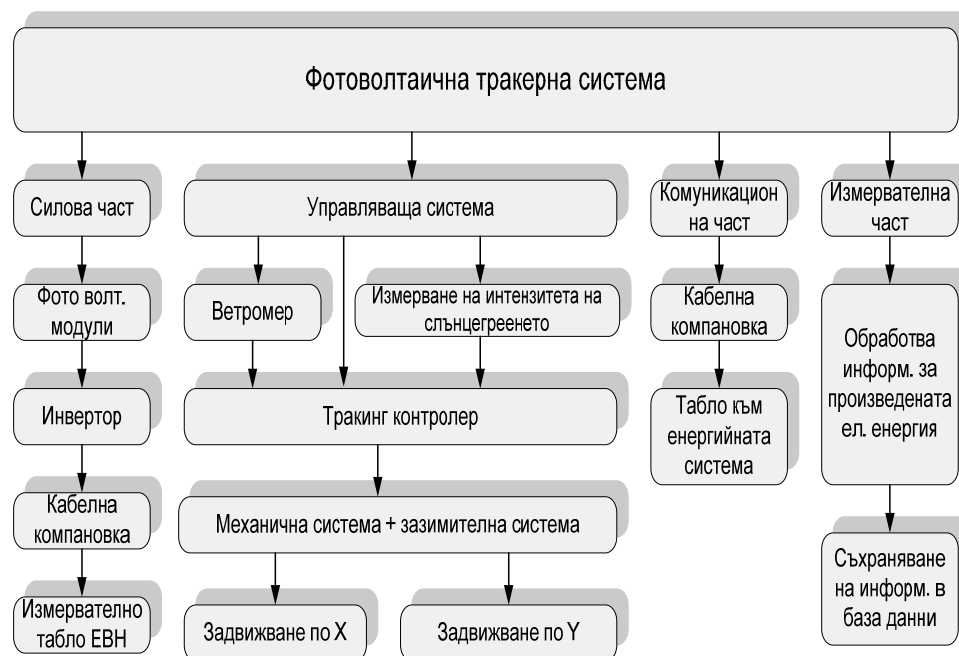 Фотоволтаична тракерна система
Силова част
Управляваща система
Комуникацион
на част
Измервателна
част
Фото волт.
модули
Ветромер
Измерване на интензитета на
слънцегреенето
Кабелна
компановка
Обработва
информ. за
произведената
ел. енергия
Инвертор
Тракинг контролер
Табло към
енергийната
система
Кабелна
компановка
Механична система + зазимителна система
Съхраняване
на информ. в
база данни
Измервателно
табло ЕВН
Задвижване по X
Задвижване по Y